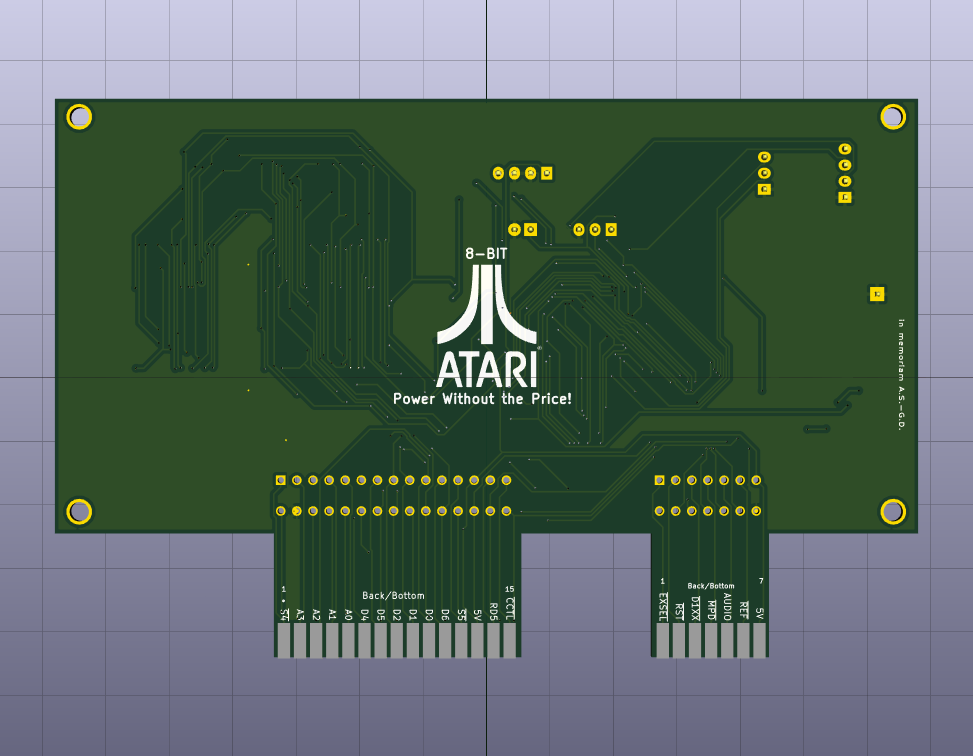 8-BIT
ATARI
Power Without the Price!
in memoriam A.S.-G.D.
1 15
Back/Bottom
S4 A3 A2 A1 A0 D4 D5 D2 D1 D0 D6 S5 5V RD5 CCTL
1 7
Back/Bottom
EXSEL RST D1XX MPD AUDIO REF 5V